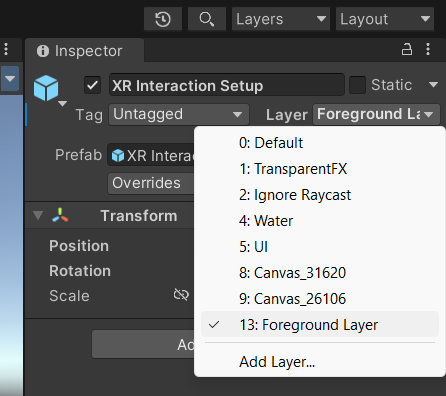 Layers
Layout
Inspector
XR Interaction Setup
Static
Tag
Untagged
Layer
Foreground La
Prefab
XR Interac
Overrides
Transform
Position
Rotation
Scale
Ad
0: Default
1: TransparentFX
2: Ignore Raycast
4: Water
5: UI
8: Canvas_31620
9: Canvas_26106
13: Foreground Layer
Add Layer...